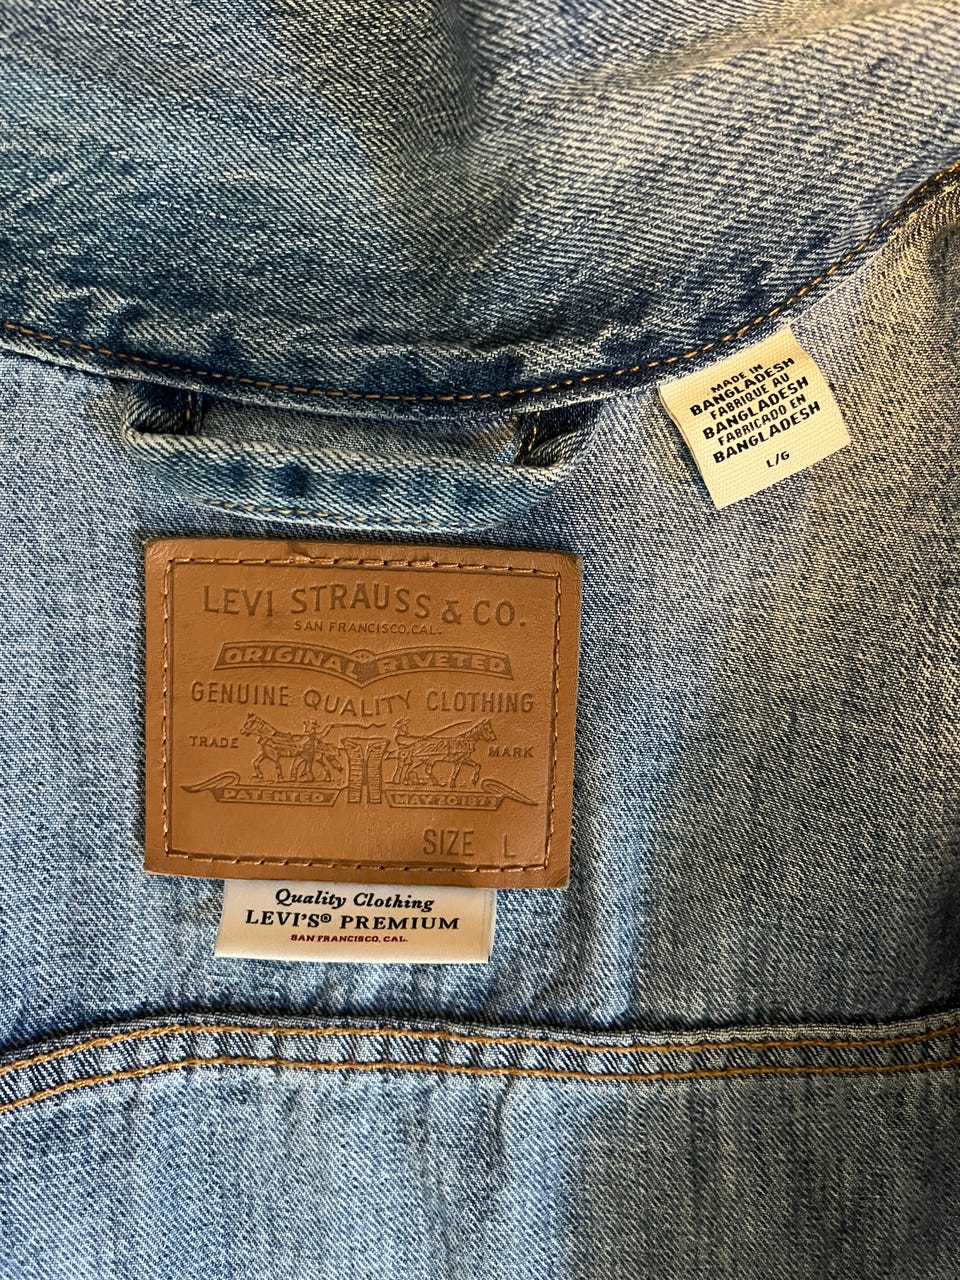 MADE IN
BANGLADESH
FABRIQUE AU
BANGLADESH
FABRICADO EN
BANGLADESH
L/G
LEVI STRAUSS & CO.
SAN FRANCISCO, CAL.
ORIGINAL RIVETED
GENUINE QUALITY CLOTHING
TRADE MARK
PATENTED MAY 20 1873
SIZE L
Quality Clothing
LEVI'S® PREMIUM
SAN FRANCISCO, CAL.